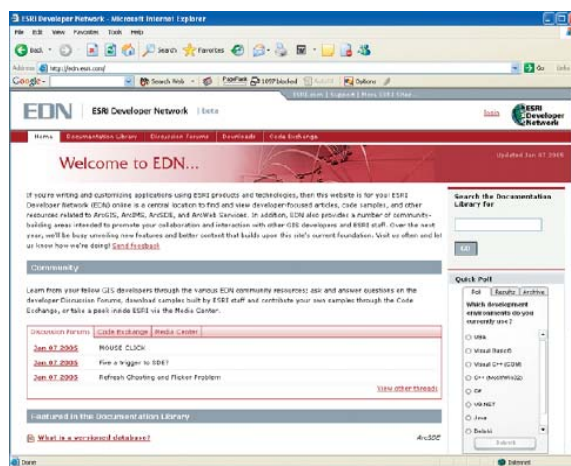 ESRI Developer Network - Microsoft Internet Explorer
File Edit View Favorites Tools Help
Back Search Favorites
Address http://edn.esri.com/ Go Links
Google - Search Web PageRank blocked Options
ESRI.com | Support | More ESRI Sites...
EDN ESRI Developer Network | beta
Login
ESRI Developer Network
Home Documentation Library Discussion Forums Downloads Code Exchange
Welcome to EDN...
Updated Jan 07 2005
If you're writing and customizing applications using ESRI products and technologies, then this website is for you! ESRI
Developer Network (EDN) online is a central location to find and view developer-focused articles, code samples, and other
resources related to ArcGIS, ArcIMS, ArcSDE, and ArcWeb Services. In addition, EDN also provides a number of community-
building areas intended to promote your collaboration and interaction with other GIS developers and ESRI staff. Over the next
year, we'll be busy unveiling new features and better content that builds upon this site's current foundation. Visit us often and let
us know how we're doing! Send feedback
Search the Documentation
Library for
GO
Community
Learn from your fellow GIS developers through the various EDN community resources; ask and answer questions on the
developer Discussion Forums, download samples built by ESRI staff and contribute your own samples through the Code
Exchange, or take a peek inside ESRI via the Media Center.
Discussion Forums Code Exchange Media Center
Jan 07 2005 MOUSE CLICK
Jan 07 2005 Fire a trigger to SDE?
Jan 07 2005 Refresh Ghosting and Flicker Problem
View other threads
Featured in the Documentation Library
What is a versioned database? ArcSDE
Quick Poll
Poll Results Archive
Which development
environments do you
currently use?
VBA
Visual Basic6
Visual C++ (COM)
C#
VB.NET
Java
Delphi
Submit
Done
Internet